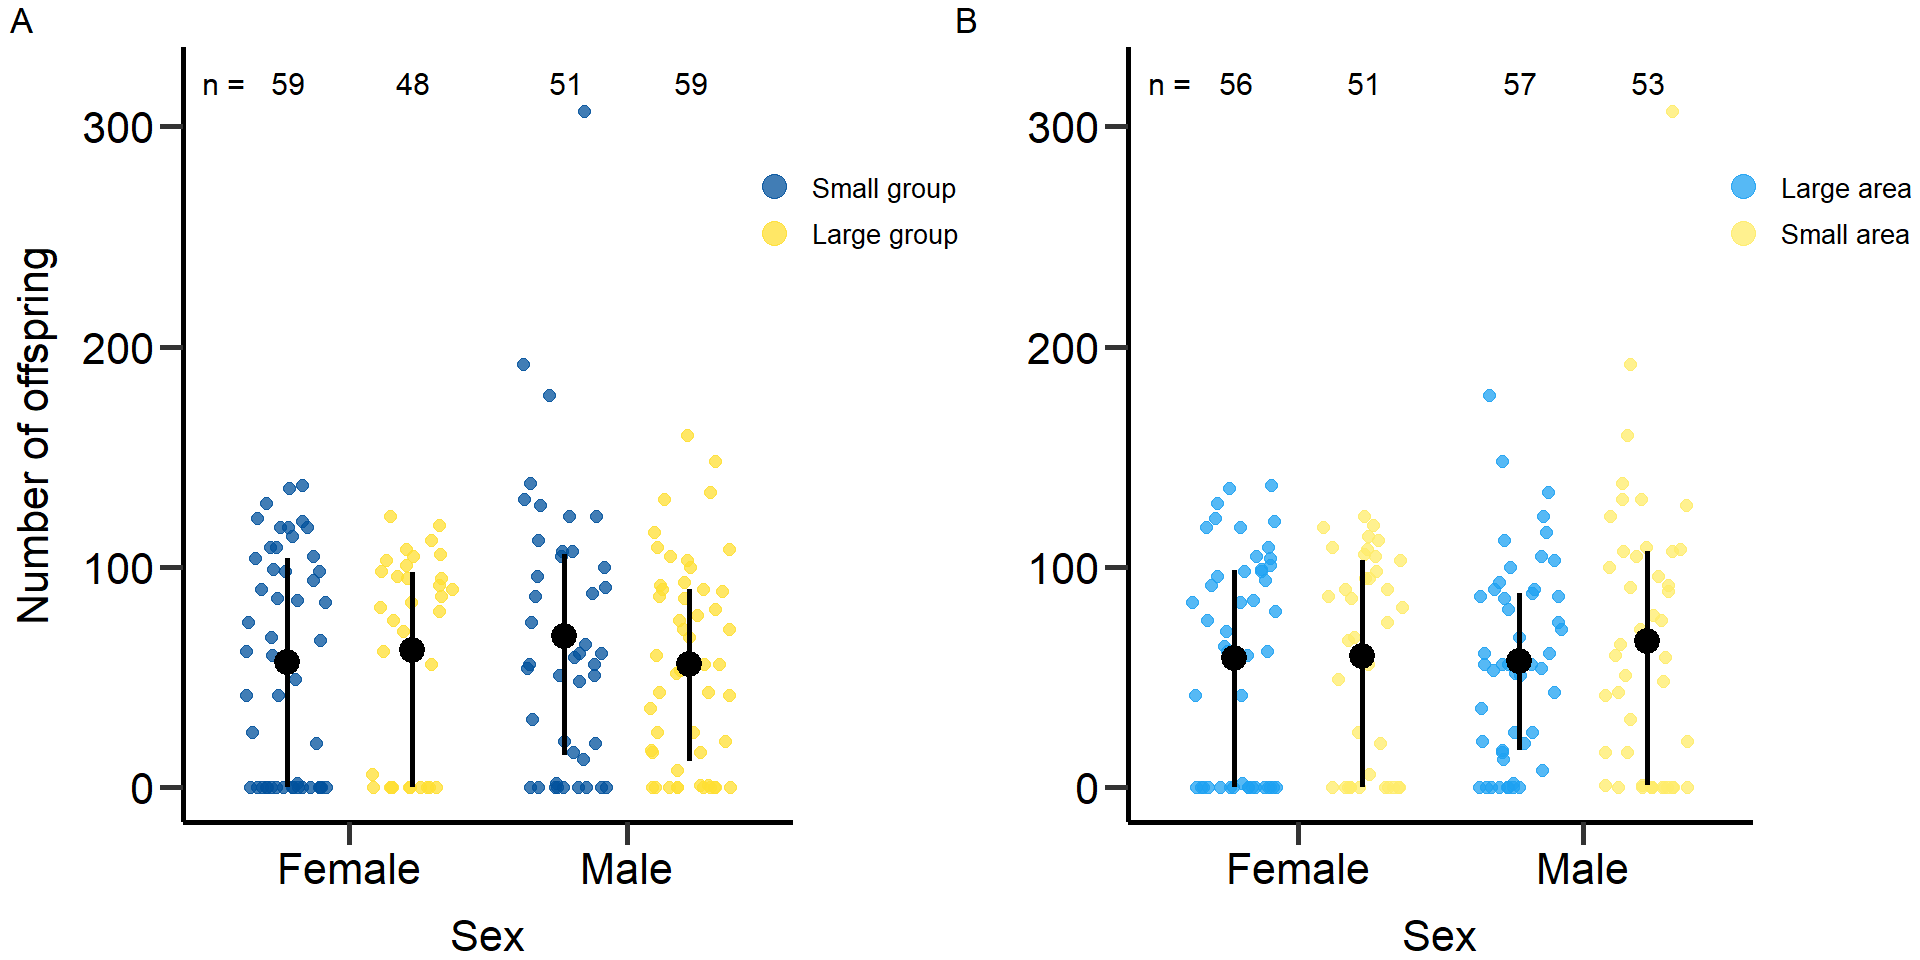 A
n = 59 48 51 59
300
200
100
0
Number of offspring
Small group
Large group
Female Male
Sex
B
n = 56 51 57 53
300
200
100
0
Large area
Small area
Female Male
Sex